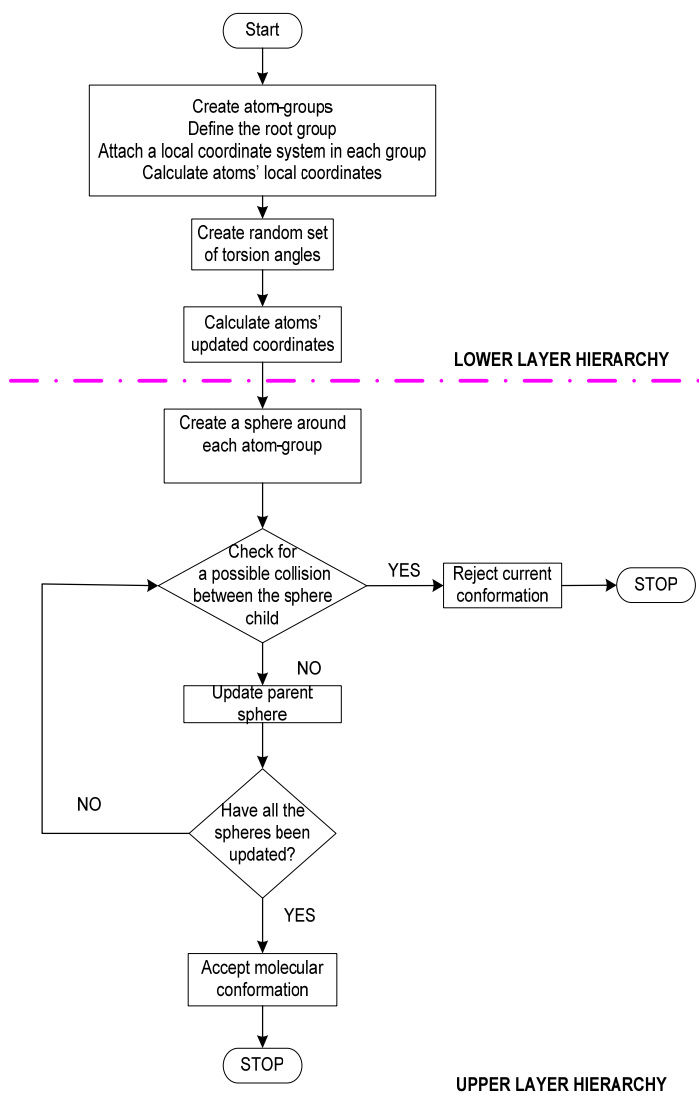 Start
Create atom-groups
Define the root group
Attach a local coordinate system in each group
Calculate atoms' local coordinates
Create random set
of torsion angles
Calculate atoms'
updated coordinates
LOWER LAYER HIERARCHY
Create a sphere around
each atom-group
Check for
a possible collision
between the sphere
child
YES
Reject current
conformation
STOP
NO
Update parent
sphere
NO
Have all the
spheres been
updated?
YES
Accept molecular
conformation
STOP
UPPER LAYER HIERARCHY